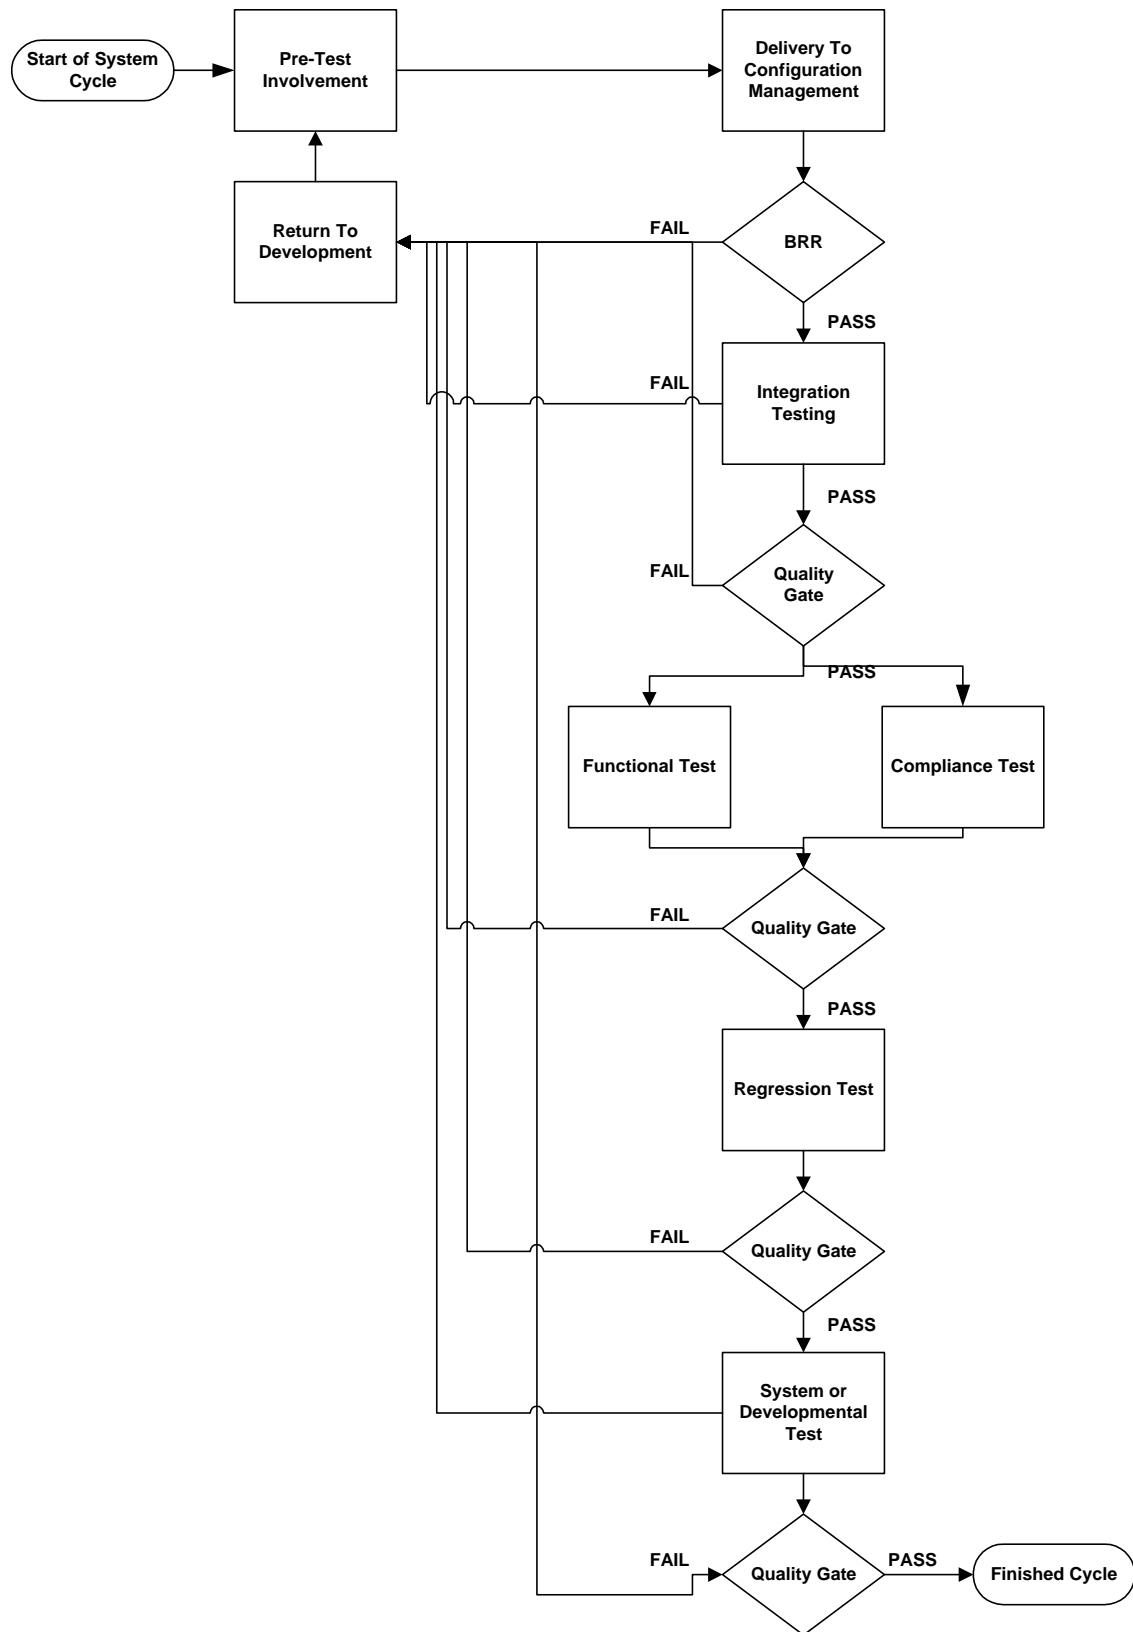 Start of System
Cycle
Pre-Test
Involvement
Delivery To
Configuration
Management
Return To
Development
FAIL
BRR
PASS
FAIL
Integration
Testing
PASS
FAIL
Quality
Gate
PASS
Functional Test
Compliance Test
FAIL
Quality Gate
PASS
Regression Test
FAIL
Quality Gate
PASS
System or
Developmental
Test
FAIL
Quality Gate
PASS
Finished Cycle